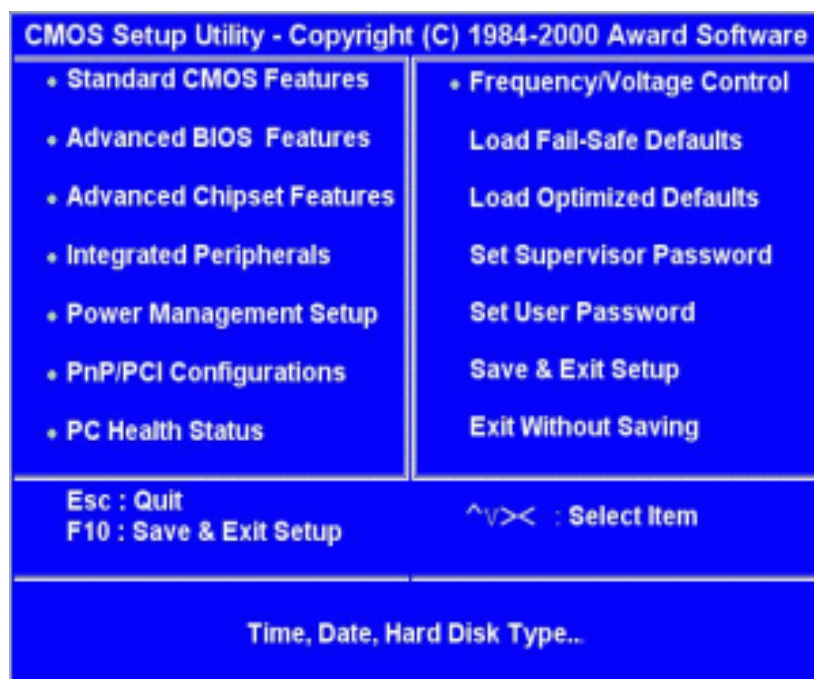 CMOS Setup Utility - Copyright (C) 1984-2000 Award Software
• Standard CMOS Features
• Advanced BIOS Features
• Advanced Chipset Features
• Integrated Peripherals
• Power Management Setup
• PnP/PCI Configurations
• PC Health Status
• Frequency/Voltage Control
Load Fail-Safe Defaults
Load Optimized Defaults
Set Supervisor Password
Set User Password
Save & Exit Setup
Exit Without Saving
Esc : Quit
F10 : Save & Exit Setup
^v>< : Select Item
Time, Date, Hard Disk Type...